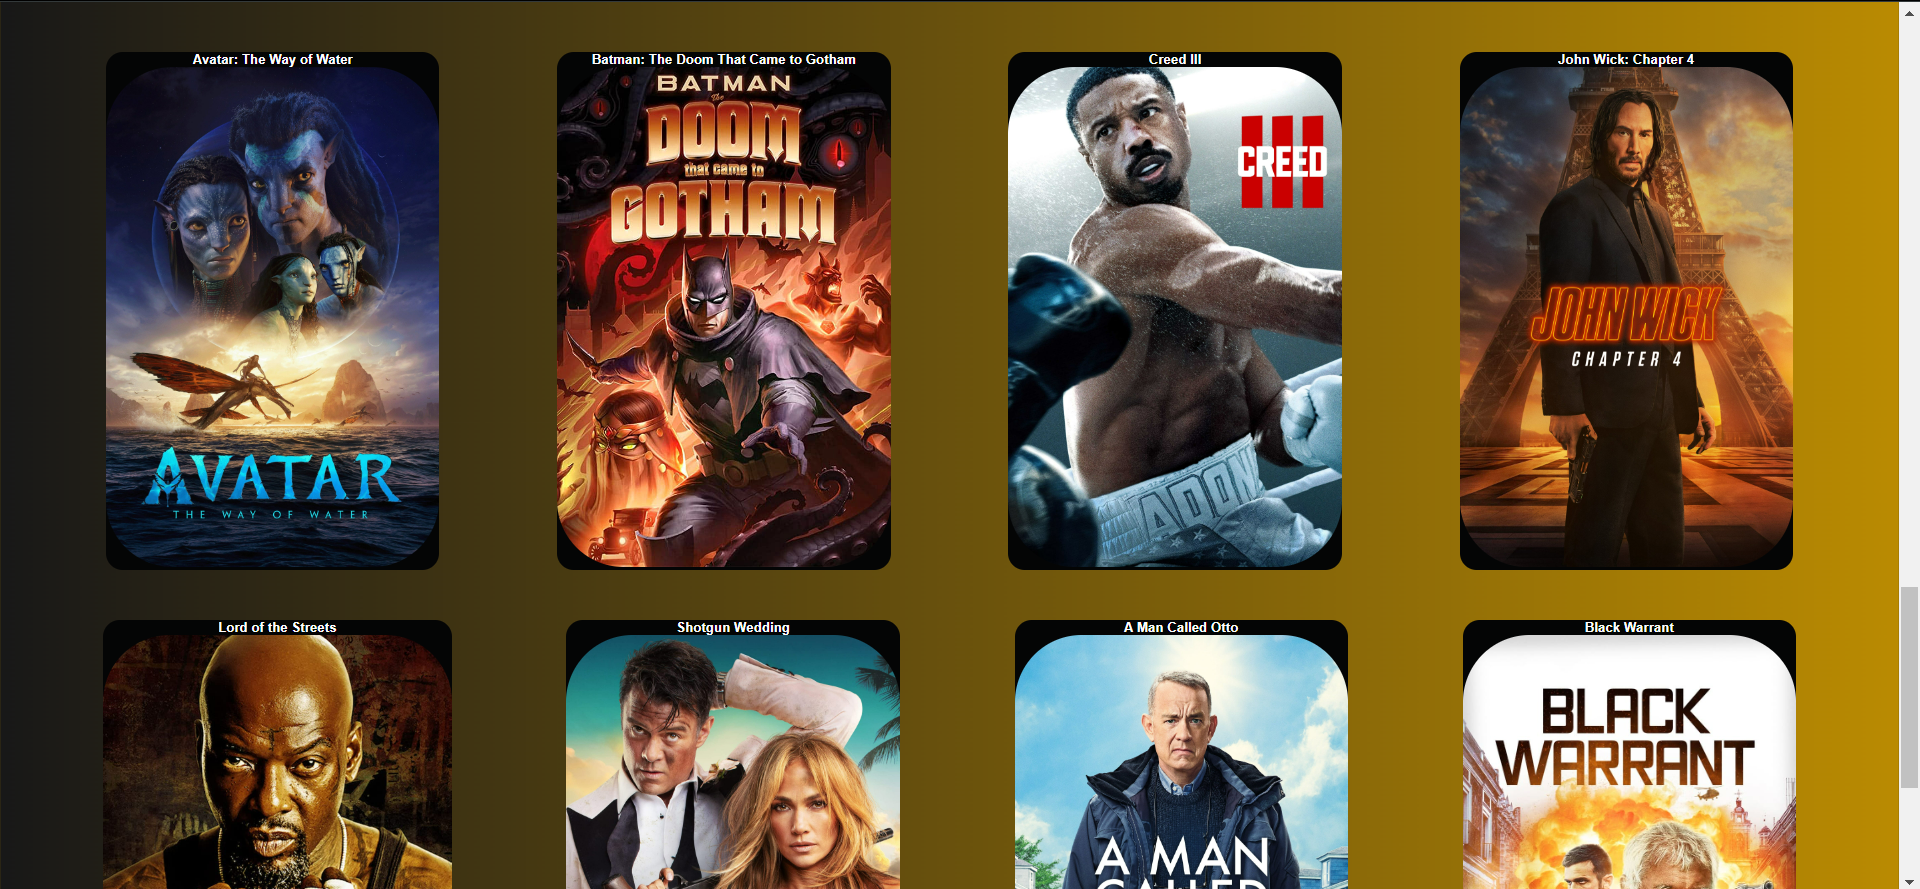 Avatar: The Way of Water
Batman: The Doom That Came to Gotham
Creed III
John Wick: Chapter 4
BATMAN
The
DOOM
that came to
GOTHAM
III
CREED
JOHN WICK
CHAPTER 4
AVATAR
THE WAY OF WATER
ADON
Lord of the Streets
Shotgun Wedding
A Man Called Otto
Black Warrant
BLACK
WARRANT
A MAN
CALLED